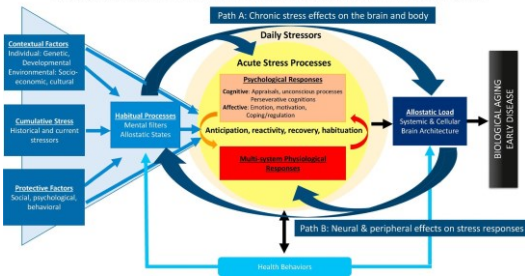 Path A: Chronic stress effects on the brain and body
Daily Stressors
Contextual Factors
Individual: Genetic,
Developmental
Environmental: Socio-
economic, cultural
Cumulative Stress
Historical and current
stressors
Protective Factors
Social, psychological,
behavioral
Habitual Processes
Mental filters
Allostatic States
Acute Stress Processes
Psychological Responses
Cognitive: Appraisals, unconscious processes
Perseverative cognitions
Affective: Emotion, motivation,
Coping/regulation
Anticipation, reactivity, recovery, habituation
Multi-system Physiological
Responses
Allostatic Load
Systemic & Cellular
Brain Architecture
BIOLOGICAL AGING
EARLY DISEASE
Path B: Neural & peripheral effects on stress responses
Health Behaviors